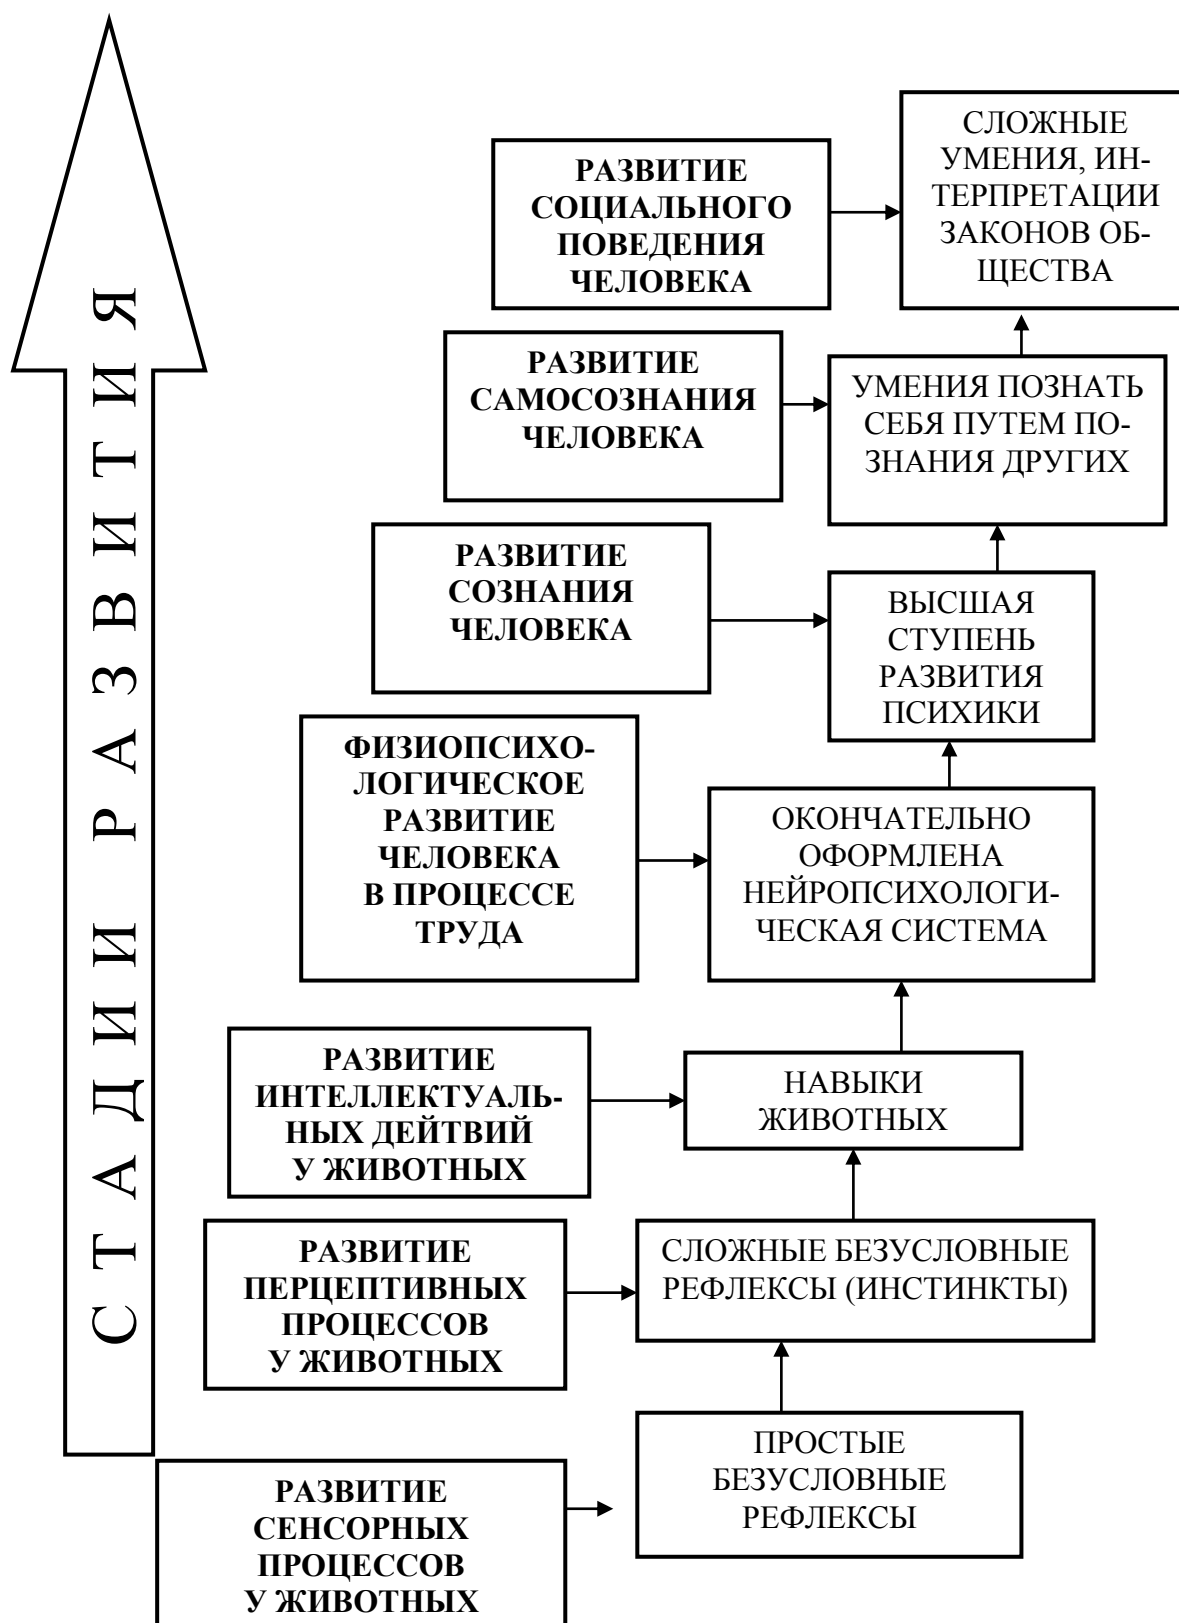 СТАДИИ РАЗВИТИЯ
СЛОЖНЫЕ
УМЕНИЯ, ИН-
ТЕРПРЕТАЦИИ
ЗАКОНОВ ОБ-
ЩЕСТВА
РАЗВИТИЕ
СОЦИАЛЬНОГО
ПОВЕДЕНИЯ
ЧЕЛОВЕКА
РАЗВИТИЕ
САМОСОЗНАНИЯ
ЧЕЛОВЕКА
УМЕНИЯ ПОЗНАТЬ
СЕБЯ ПУТЕМ ПО-
ЗНАНИЯ ДРУГИХ
РАЗВИТИЕ
СОЗНАНИЯ
ЧЕЛОВЕКА
ВЫСШАЯ
СТУПЕНЬ
РАЗВИТИЯ
ПСИХИКИ
ФИЗИОПСИХО-
ЛОГИЧЕСКОЕ
РАЗВИТИЕ
ЧЕЛОВЕКА
В ПРОЦЕССЕ
ТРУДА
ОКОНЧАТЕЛЬНО
ОФОРМЛЕНА
НЕЙРОПСИХОЛОГИ-
ЧЕСКАЯ СИСТЕМА
РАЗВИТИЕ
ИНТЕЛЛЕКТУАЛЬ-
НЫХ ДЕЙТВИЙ
У ЖИВОТНЫХ
НАВЫКИ
ЖИВОТНЫХ
РАЗВИТИЕ
ПЕРЦЕПТИВНЫХ
ПРОЦЕССОВ
У ЖИВОТНЫХ
СЛОЖНЫЕ БЕЗУСЛОВНЫЕ
РЕФЛЕКСЫ (ИНСТИНКТЫ)
РАЗВИТИЕ
СЕНСОРНЫХ
ПРОЦЕССОВ
У ЖИВОТНЫХ
ПРОСТЫЕ
БЕЗУСЛОВНЫЕ
РЕФЛЕКСЫ